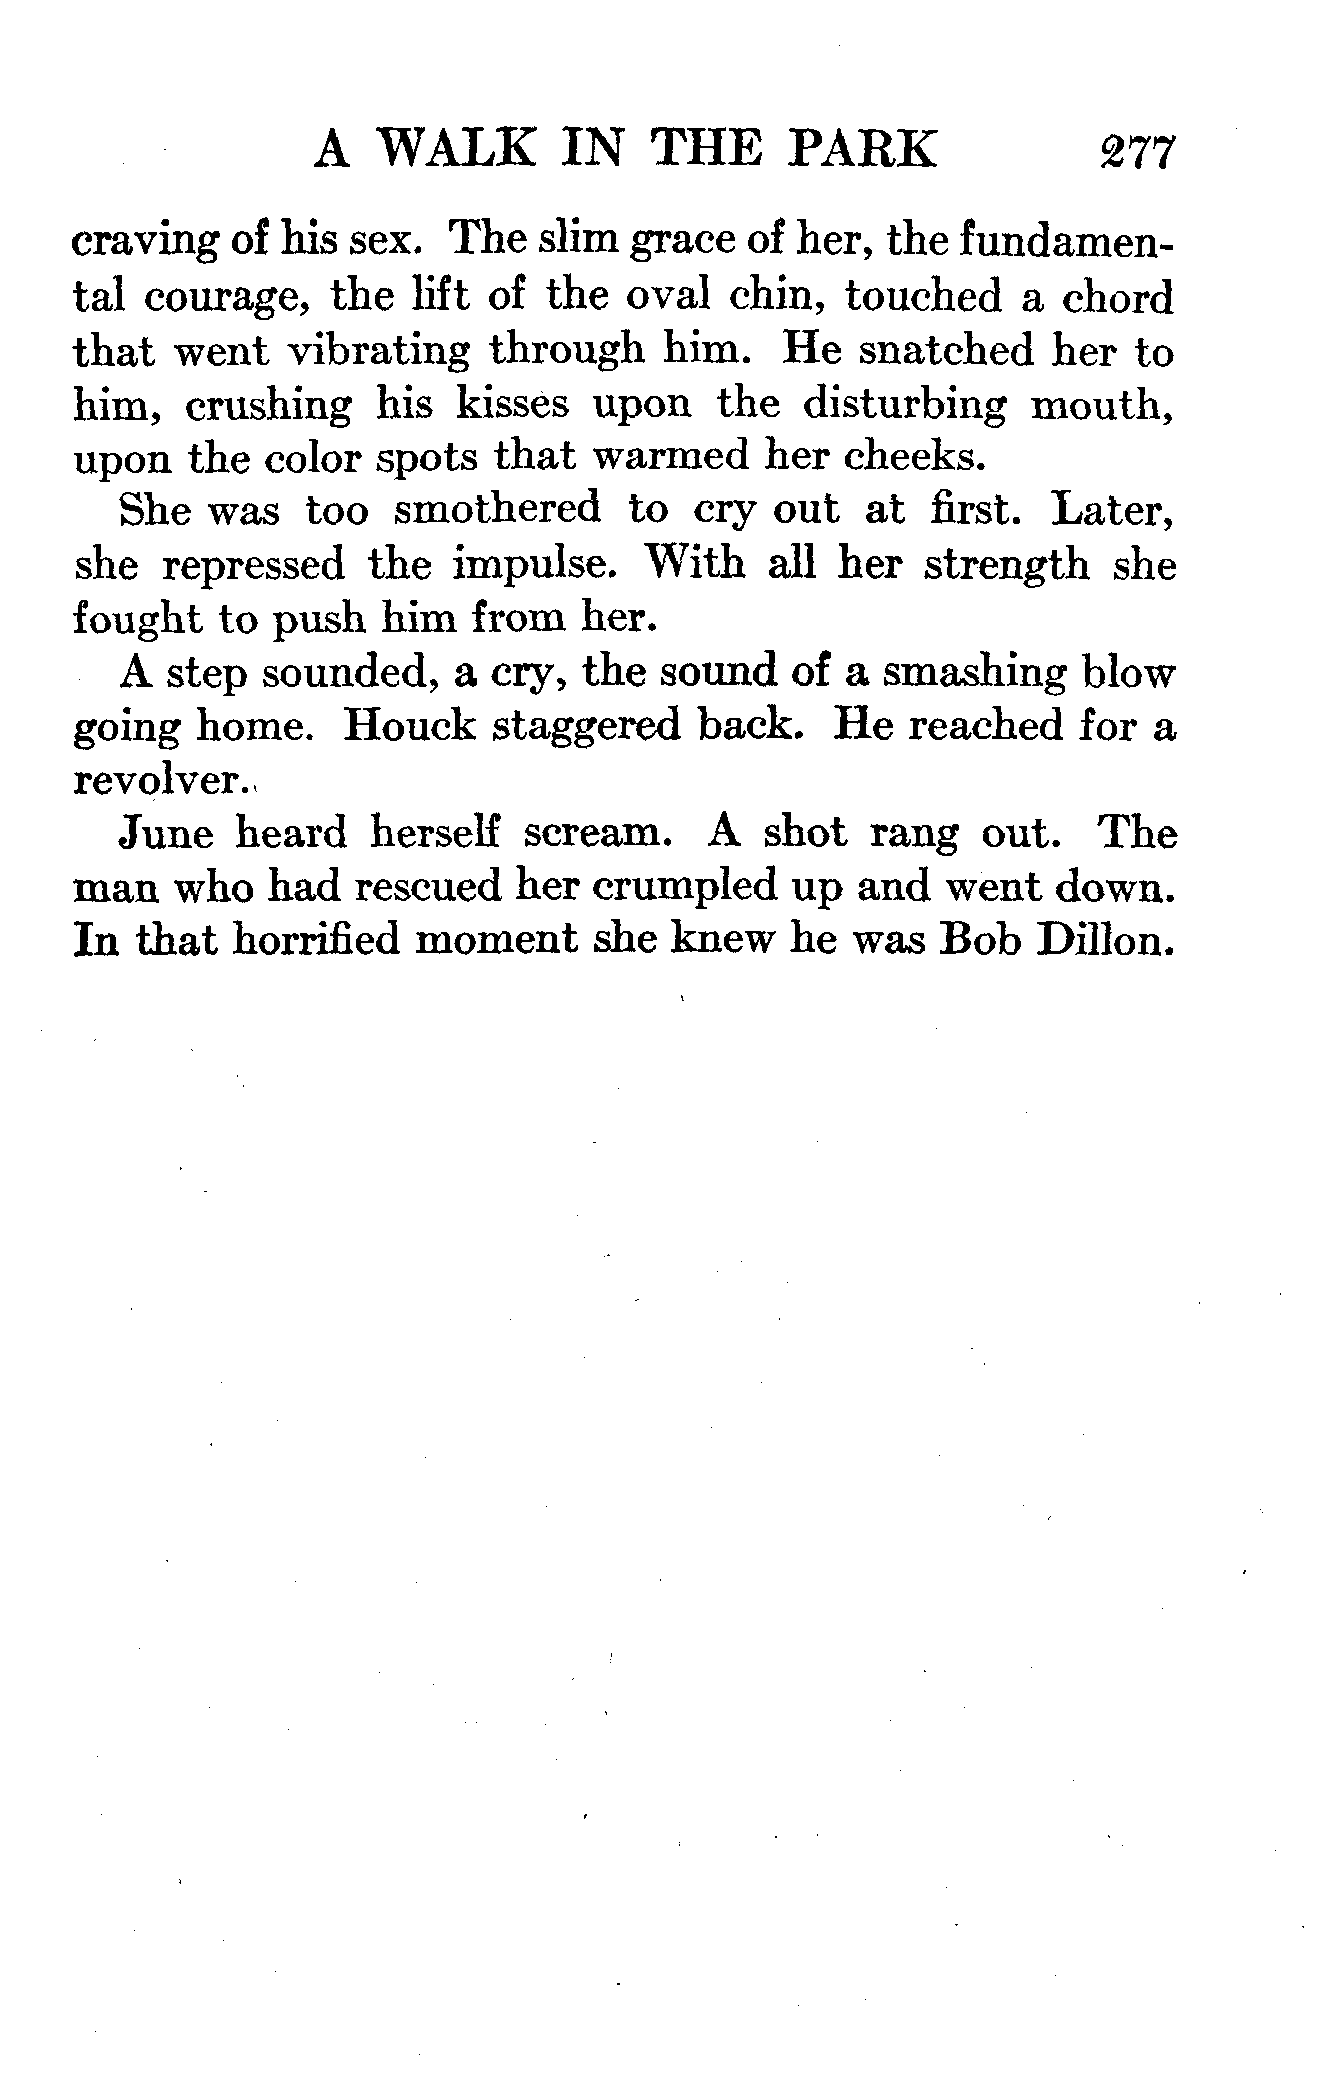 A WALK IN THE PARK 277
craving of his sex. The slim grace of her, the fundamen-
tal courage, the lift of the oval chin, touched a chord
that went vibrating through him. He snatched her to
him, crushing his kisses upon the disturbing mouth,
upon the color spots that warmed her cheeks.
She was too smothered to cry out at first. Later,
she repressed the impulse. With all her strength she
fought to push him from her.
A step sounded, a cry, the sound of a smashing blow
going home. Houck staggered back. He reached for a
revolver.
June heard herself scream. A shot rang out. The
man who had rescued her crumpled up and went down.
In that horrified moment she knew he was Bob Dillon.